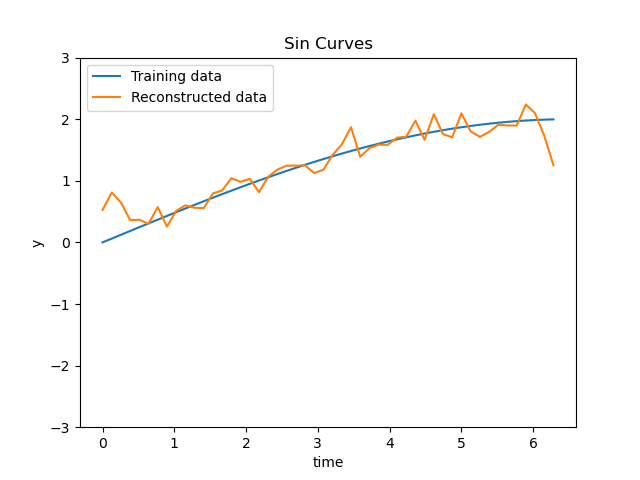 Sin Curves
Training data
Reconstructed data
3
2
1
0
−1
−2
−3
y
0 1 2 3 4 5 6
time